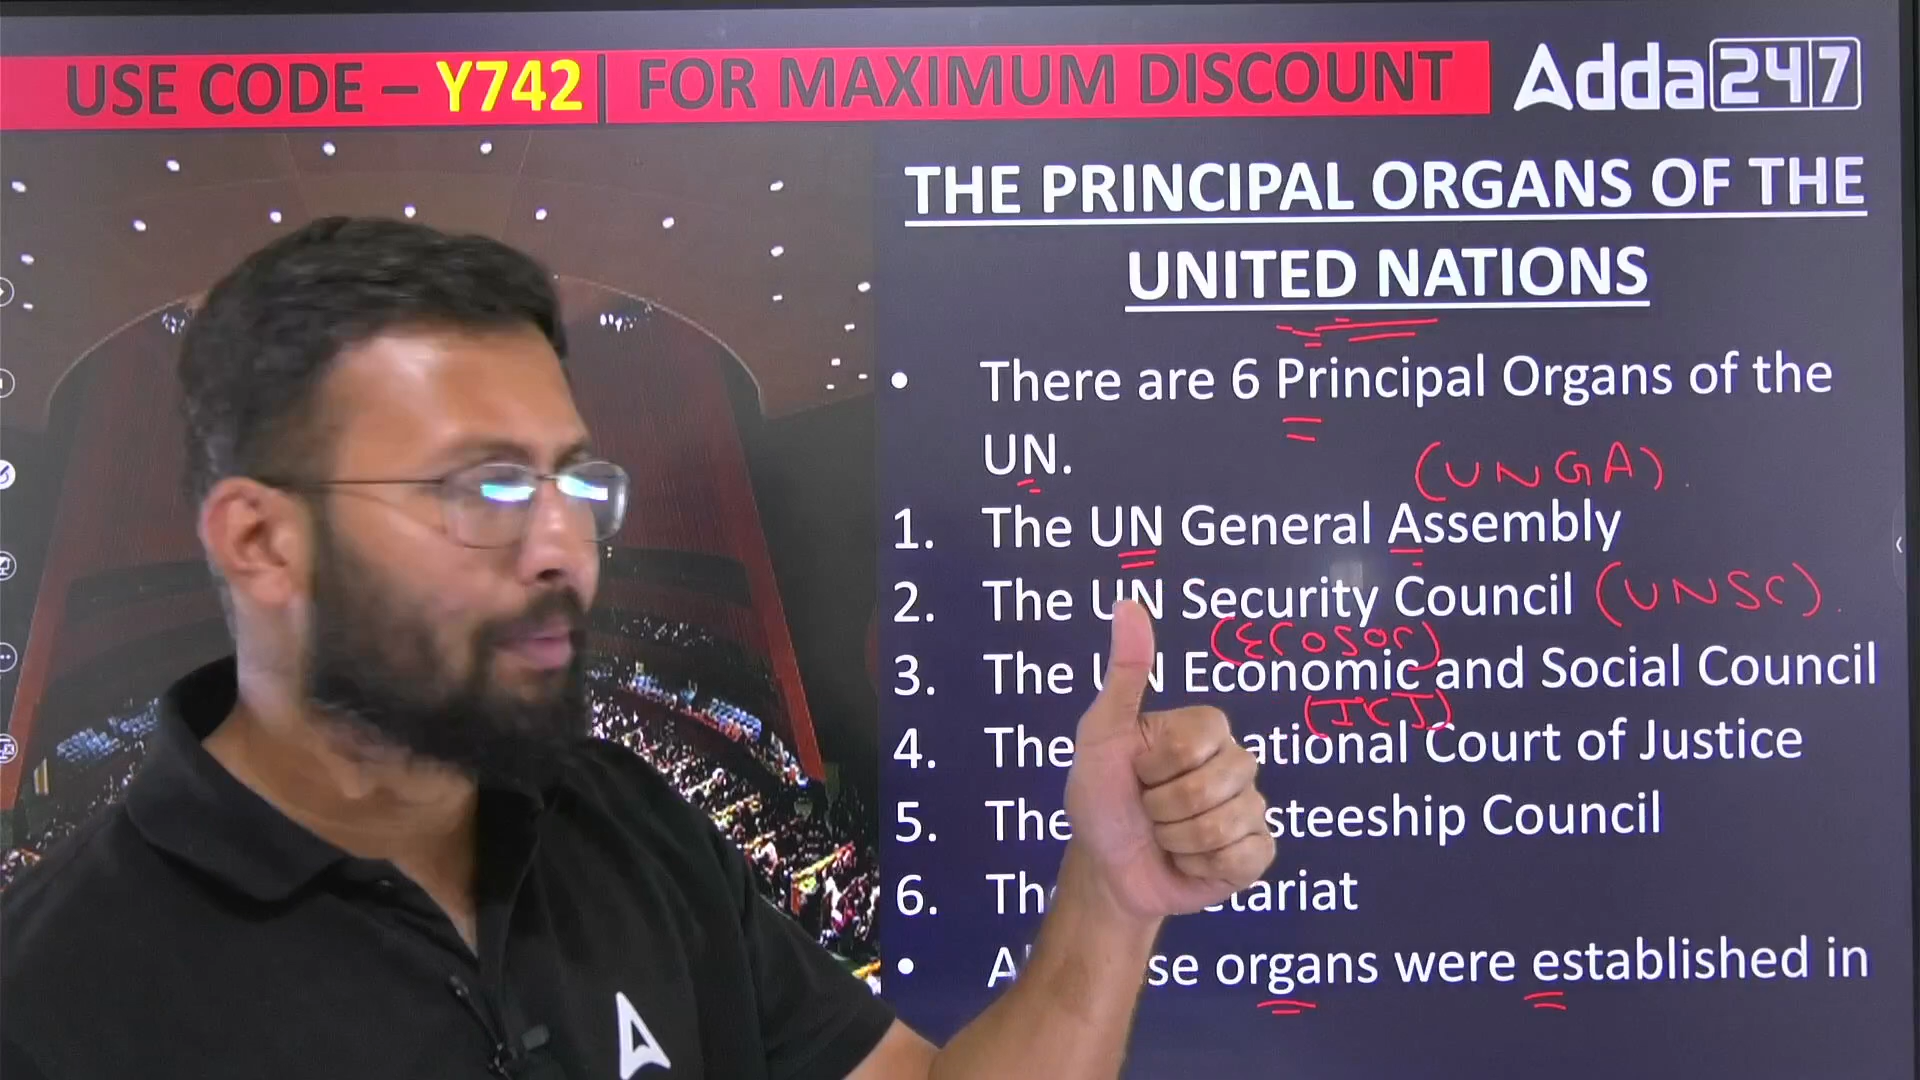 USE CODE – Y742 | FOR MAXIMUM DISCOUNT
Adda247
THE PRINCIPAL ORGANS OF THE
UNITED NATIONS
• There are 6 Principal Organs of the
UN.
(UNGA)
1. The UN General Assembly
2. The UN Security Council (UNSC)
(ECOSOC)
3. The UN Economic and Social Council
(ICJ)
4. The ational Court of Justice
5. The steeship Council
6. Th etariat
• A se organs were established in